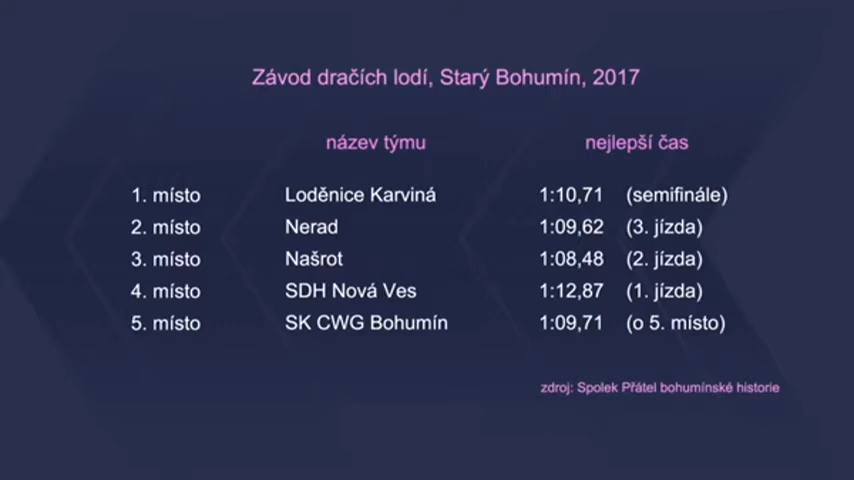 Závod dračích lodí, Starý Bohumín, 2017
název týmu nejlepší čas
1. místo Loděnice Karviná 1:10,71 (semifinále)
2. místo Nerad 1:09,62 (3. jízda)
3. místo Našrot 1:08,48 (2. jízda)
4. místo SDH Nová Ves 1:12,87 (1. jízda)
5. místo SK CWG Bohumín 1:09,71 (o 5. místo)
zdroj: Spolek Přátel bohumínské historie